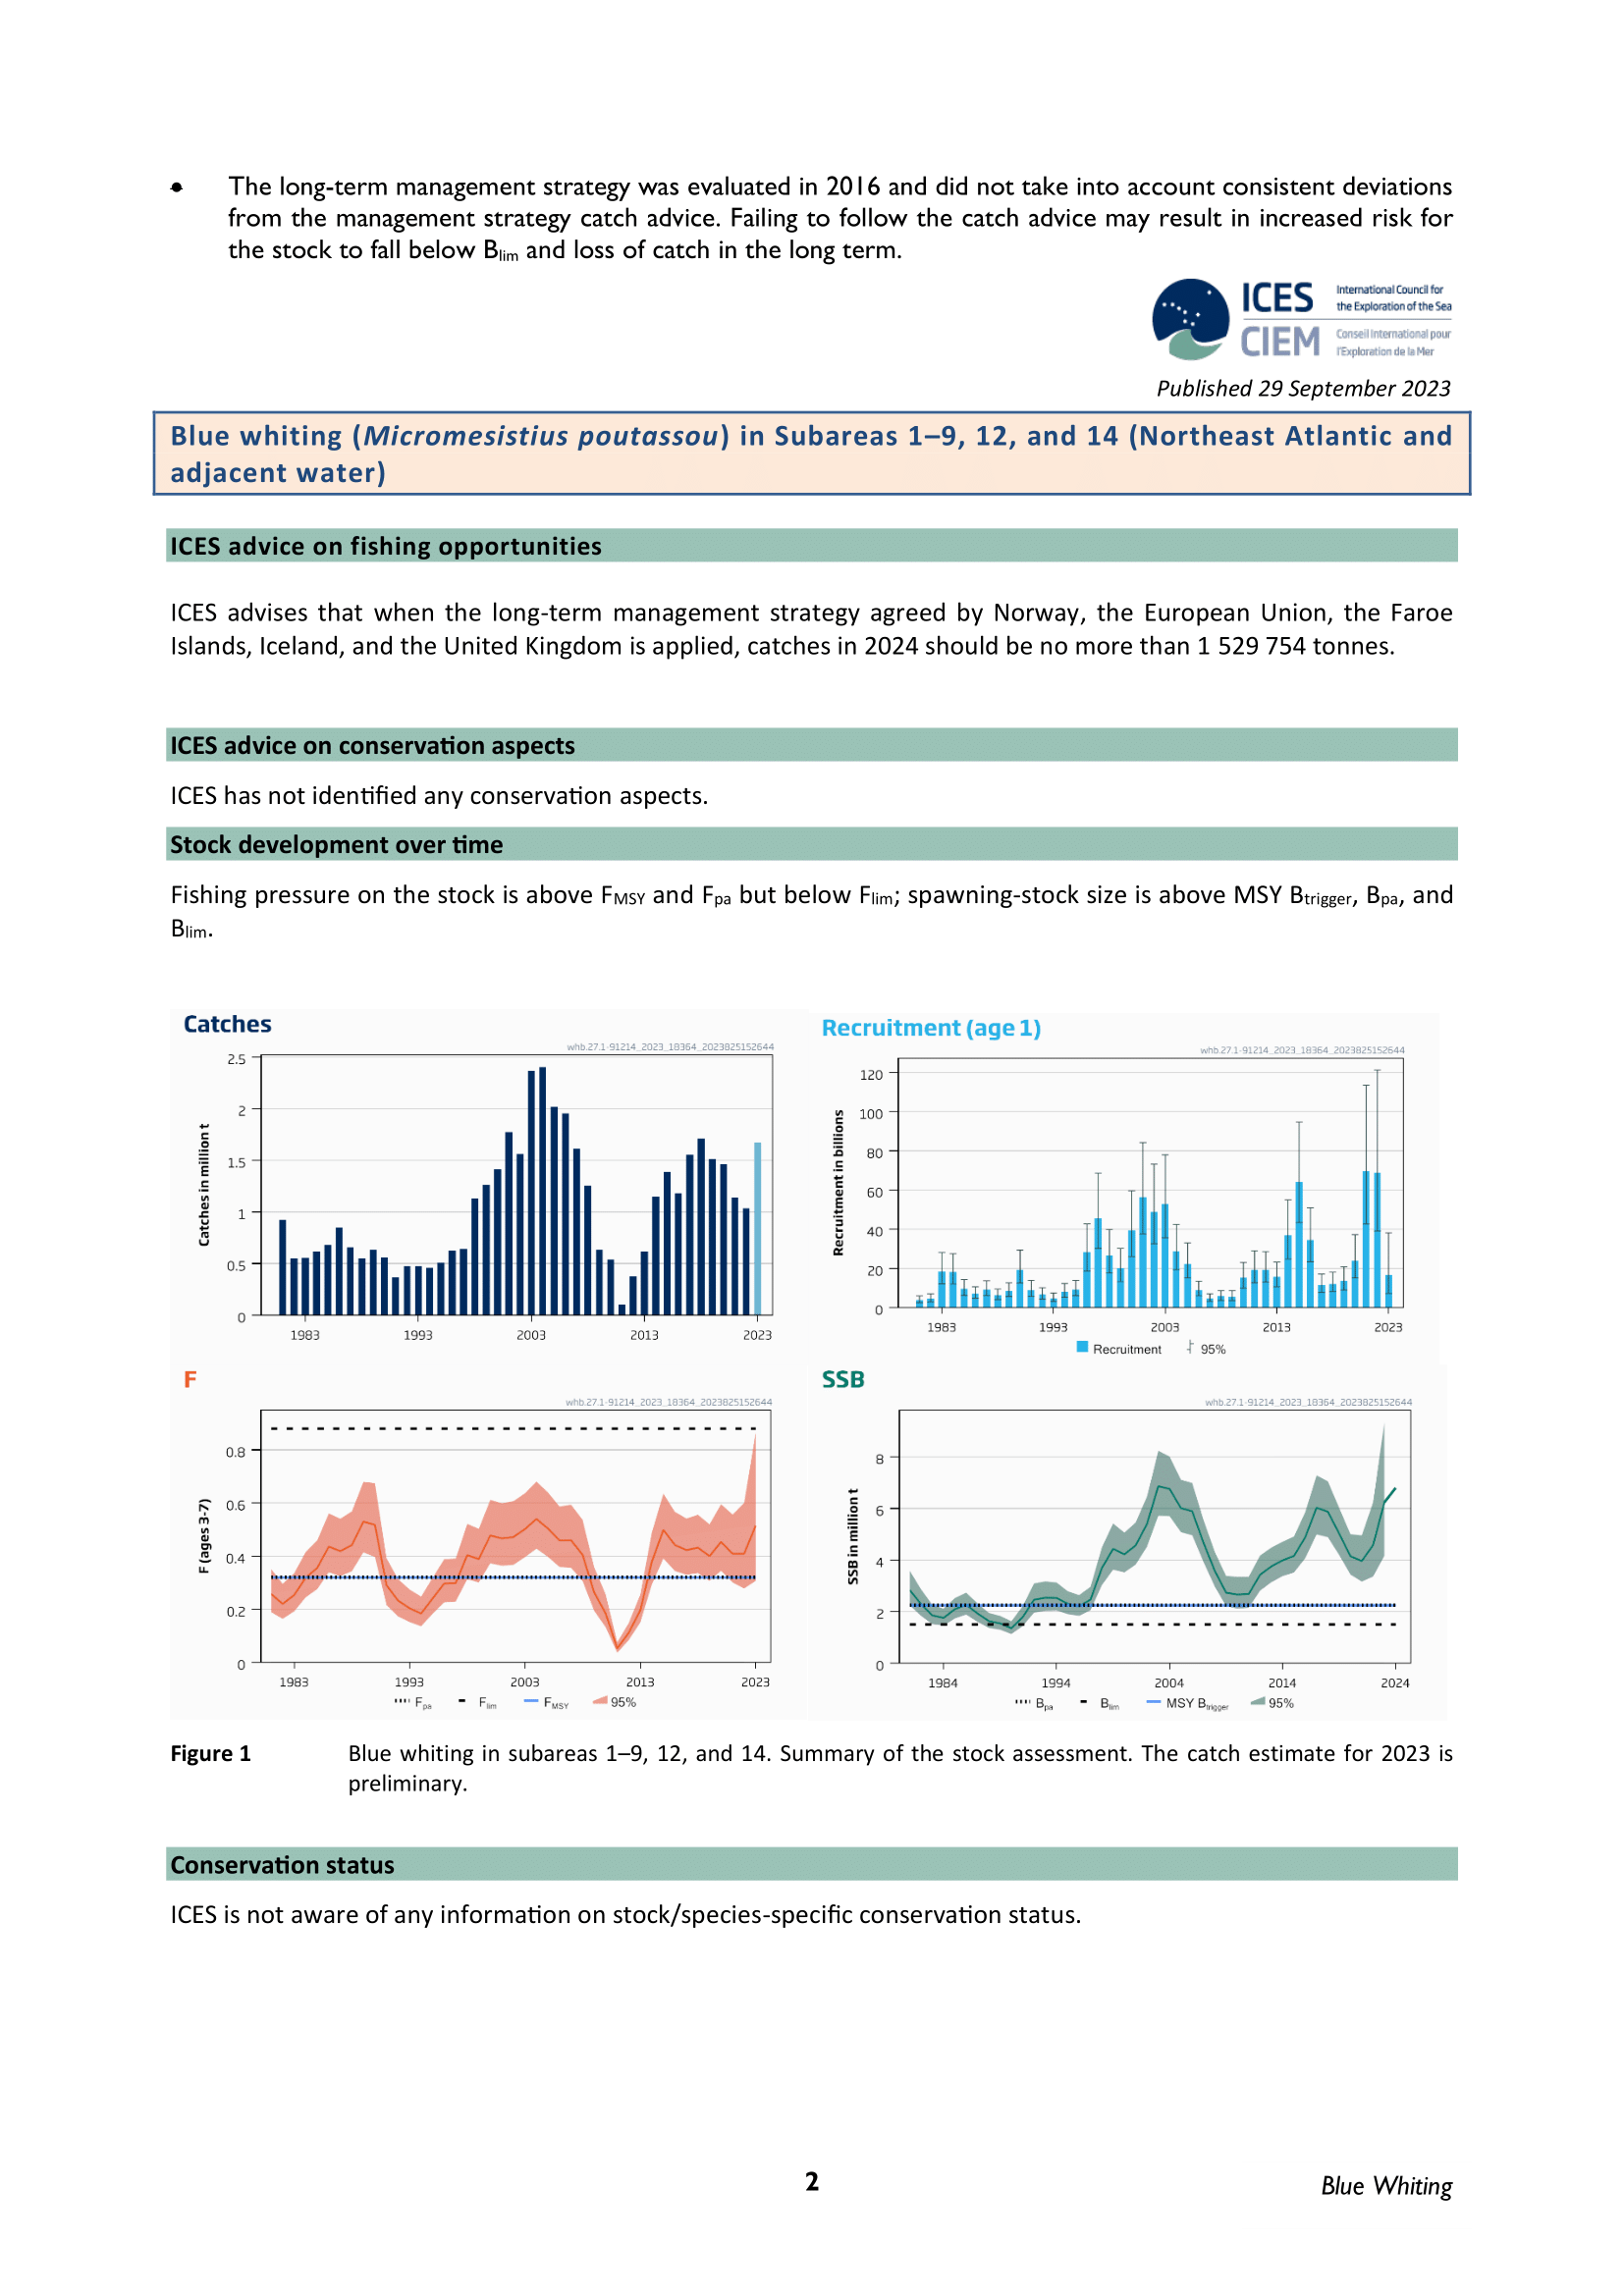 • The long-term management strategy was evaluated in 2016 and did not take into account consistent deviations
from the management strategy catch advice. Failing to follow the catch advice may result in increased risk for
the stock to fall below Blim and loss of catch in the long term.
ICES International Council for
the Exploration of the Sea
CIEM Conseil International pour
l'Exploration de la Mer
Published 29 September 2023
Blue whiting (Micromesistius poutassou) in Subareas 1–9, 12, and 14 (Northeast Atlantic and
adjacent water)
ICES advice on fishing opportunities
ICES advises that when the long-term management strategy agreed by Norway, the European Union, the Faroe
Islands, Iceland, and the United Kingdom is applied, catches in 2024 should be no more than 1 529 754 tonnes.
ICES advice on conservation aspects
ICES has not identified any conservation aspects.
Stock development over time
Fishing pressure on the stock is above FMSY and Fpa but below Flim; spawning-stock size is above MSY Btrigger, Bpa, and
Blim.
Catches
whb.27.1-91214_2023_18364_2023825152644
Catches in million t
2.5
2
1.5
1
0.5
0
1983 1993 2003 2013 2023
Recruitment (age 1)
whb.27.1-91214_2023_18364_2023825152644
Recruitment in billions
120
100
80
60
40
20
0
1983 1993 2003 2013 2023
Recruitment 95%
F
whb.27.1-91214_2023_18364_2023825152644
F (ages 3-7)
0.8
0.6
0.4
0.2
0
1983 1993 2003 2013 2023
Fpa Flim FMSY 95%
SSB
whb.27.1-91214_2023_18364_2023825152644
SSB in million t
8
6
4
2
0
1984 1994 2004 2014 2024
Bpa Blim MSY Btrigger 95%
Figure 1 Blue whiting in subareas 1–9, 12, and 14. Summary of the stock assessment. The catch estimate for 2023 is
preliminary.
Conservation status
ICES is not aware of any information on stock/species-specific conservation status.
2
Blue Whiting